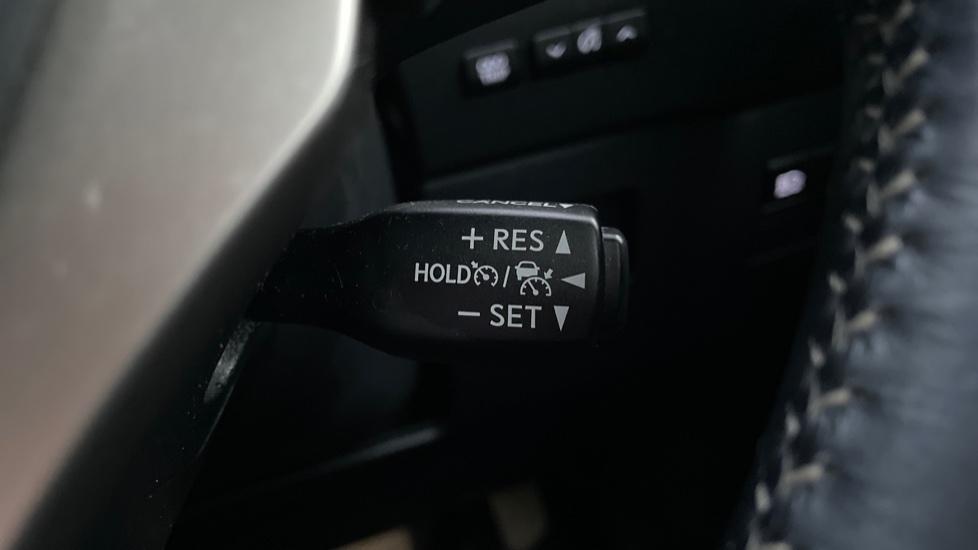 CANCEL
+ RES
HOLD /
− SET